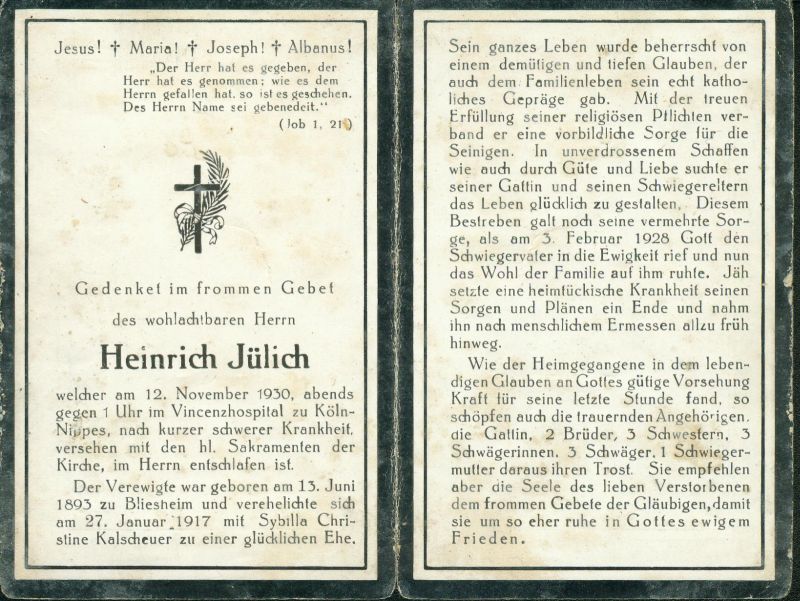 Jesus! † Maria! † Joseph! † Albanus!
„Der Herr hat es gegeben, der
Herr hat es genommen; wie es dem
Herrn gefallen hat, so ist es geschehen.
Des Herrn Name sei gebenedeit.“
(Job 1, 21)
Gedenket im frommen Gebet
des wohlachtbaren Herrn
Heinrich Jülich
welcher am 12. November 1930, abends
gegen 1 Uhr im Vincenzhospital zu Köln-
Nippes, nach kurzer schwerer Krankheit,
versehen mit den hl. Sakramenten der
Kirche, im Herrn entschlafen ist.
Der Verewigte war geboren am 13. Juni
1893 zu Bliesheim und verehelichte sich
am 27. Januar 1917 mit Sybilla Chri-
stine Kalscheuer zu einer glücklichen Ehe.
Sein ganzes Leben wurde beherrscht von
einem demütigen und tiefen Glauben, der
auch dem Familienleben sein echt katho-
liches Gepräge gab. Mit der treuen
Erfüllung seiner religiösen Pflichten ver-
band er eine vorbildliche Sorge für die
Seinigen. In unverdrossenem Schaffen
wie auch durch Güte und Liebe suchte er
seiner Gattin und seinen Schwiegereltern
das Leben glücklich zu gestalten. Diesem
Bestreben galt noch seine vermehrte Sor-
ge, als am 3. Februar 1928 Gott den
Schwiegervater in die Ewigkeit rief und nun
das Wohl der Familie auf ihm ruhte. Jäh
setzte eine heimtückische Krankheit seinen
Sorgen und Plänen ein Ende und nahm
ihn nach menschlichem Ermessen allzu früh
hinweg.
Wie der Heimgegangene in dem leben-
digen Glauben an Gottes gütige Vorsehung
Kraft für seine letzte Stunde fand, so
schöpfen auch die trauernden Angehörigen,
die Gattin, 2 Brüder, 3 Schwestern, 3
Schwägerinnen, 3 Schwäger, 1 Schwieger-
mutter daraus ihren Trost. Sie empfehlen
aber die Seele des lieben Verstorbenen
dem frommen Gebete der Gläubigen, damit
sie um so eher ruhe in Gottes ewigem
Frieden.